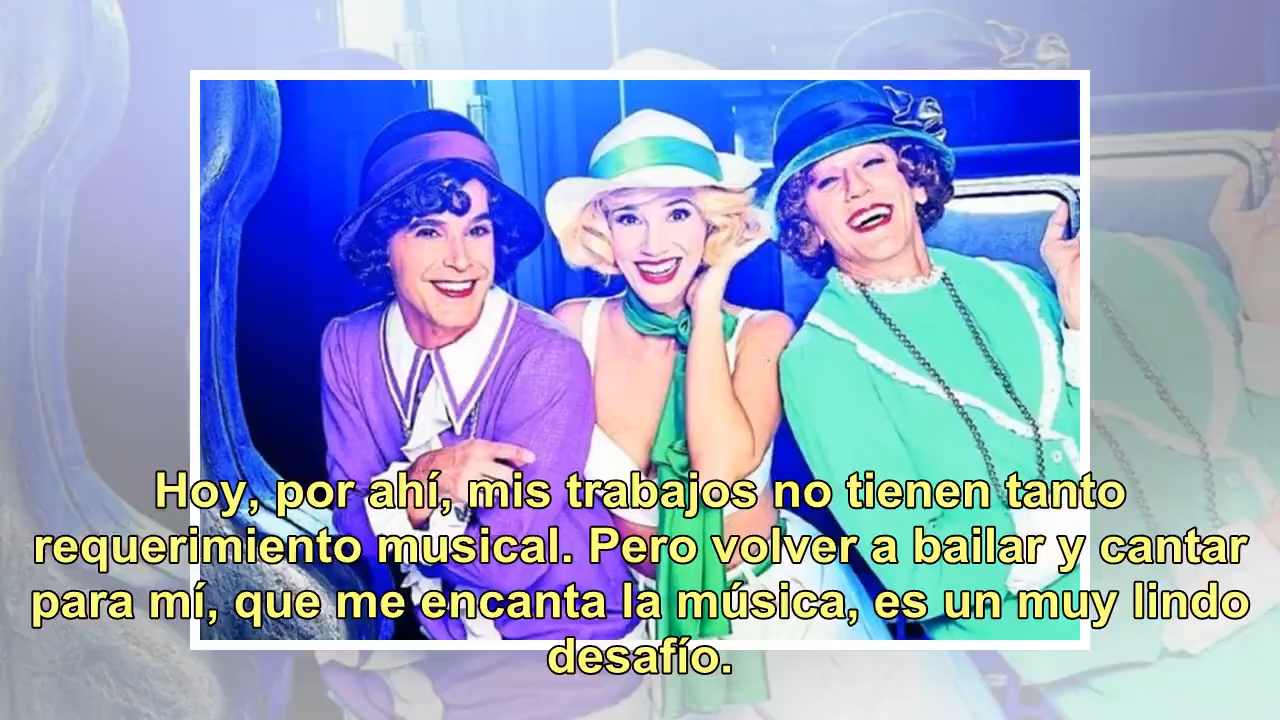 Hoy, por ahí, mis trabajos no tienen tanto
requerimiento musical. Pero volver a bailar y cantar
para mí, que me encanta la música, es un muy lindo
desafío.